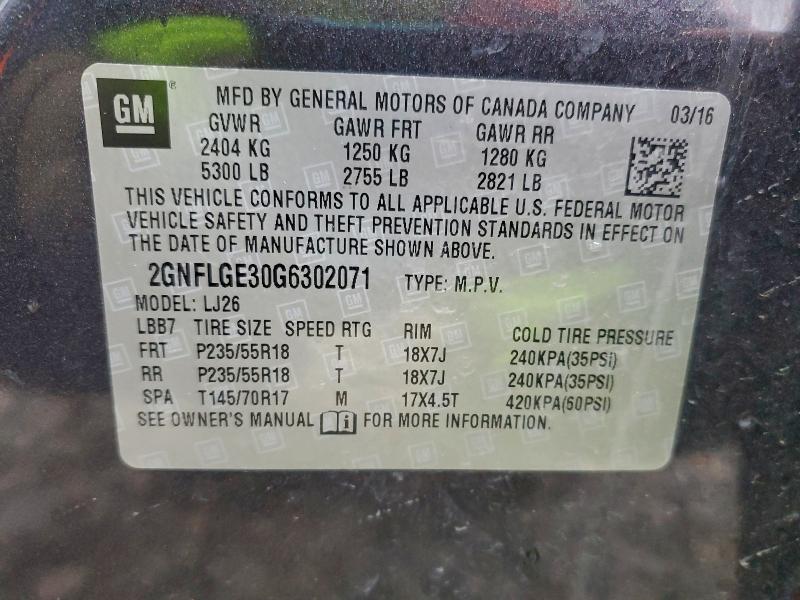 GM ® MFD BY GENERAL MOTORS OF CANADA COMPANY 03/16
GVWR GAWR FRT GAWR RR
2404 KG 1250 KG 1280 KG
5300 LB 2755 LB 2821 LB
THIS VEHICLE CONFORMS TO ALL APPLICABLE U.S. FEDERAL MOTOR
VEHICLE SAFETY AND THEFT PREVENTION STANDARDS IN EFFECT ON
THE DATE OF MANUFACTURE SHOWN ABOVE.
2GNFLGE30G6302071 TYPE: M.P.V.
MODEL: LJ26
LBB7 TIRE SIZE SPEED RTG RIM COLD TIRE PRESSURE
FRT P235/55R18 T 18X7J 240KPA(35PSI)
RR P235/55R18 T 18X7J 240KPA(35PSI)
SPA T145/70R17 M 17X4.5T 420KPA(60PSI)
SEE OWNER'S MANUAL i FOR MORE INFORMATION.